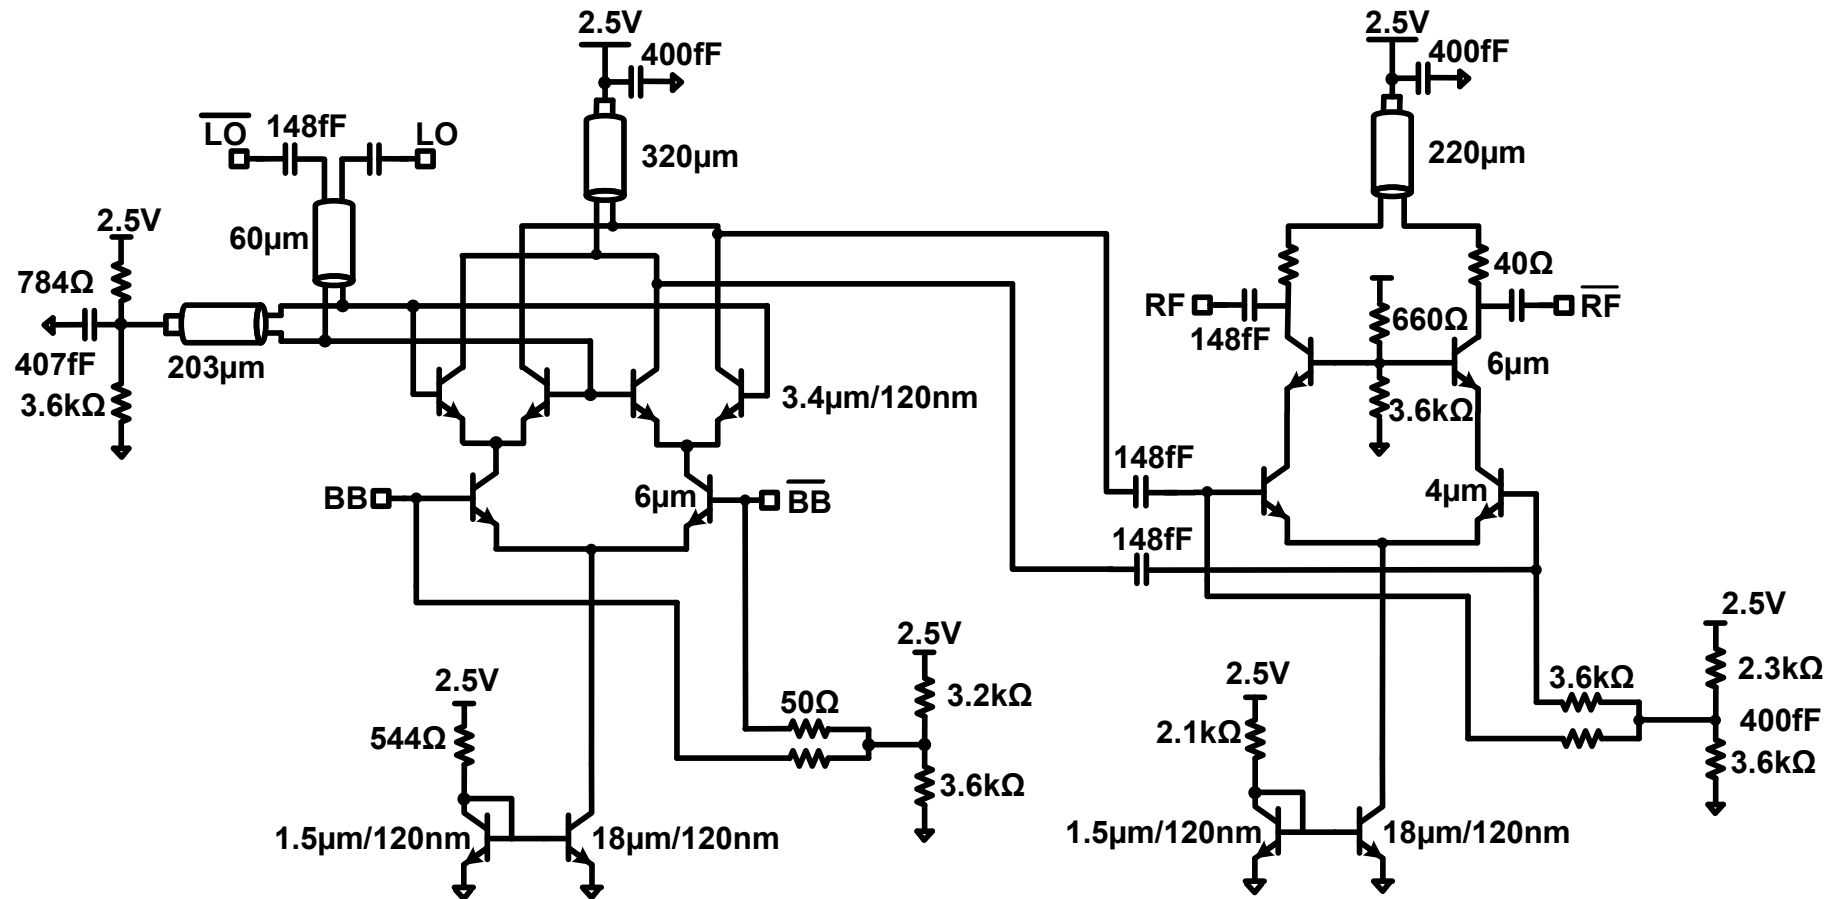 2.5V
400fF
320µm
LO
148fF
LO
60µm
2.5V
784Ω
407fF
203µm
3.6kΩ
3.4µm/120nm
BB
6µm
BB
2.5V
3.2kΩ
50Ω
3.6kΩ
2.5V
544Ω
1.5µm/120nm
18µm/120nm
2.5V
400fF
220µm
40Ω
RF
148fF
660Ω
RF
6µm
3.6kΩ
148fF
4µm
148fF
2.5V
2.3kΩ
3.6kΩ
400fF
3.6kΩ
2.5V
2.1kΩ
1.5µm/120nm
18µm/120nm